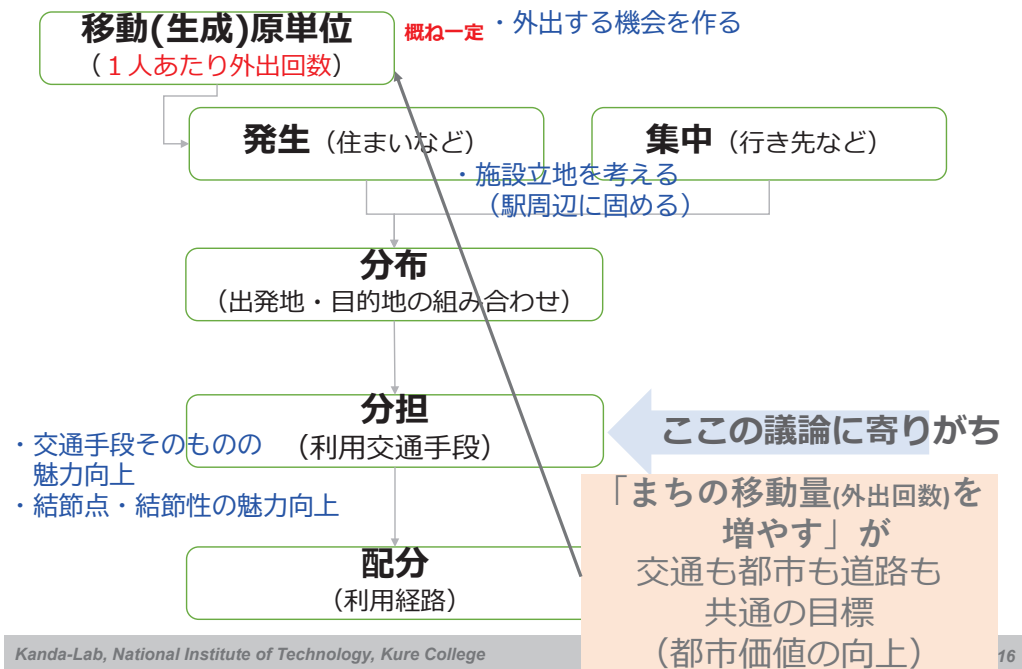 移動(生成)原単位
(１人あたり外出回数)
概ね一定
・外出する機会を作る
発生（住まいなど）
集中（行き先など）
・施設立地を考える
（駅周辺に固める）
分布
（出発地・目的地の組み合わせ）
分担
（利用交通手段）
ここの議論に寄りがち
・交通手段そのものの
魅力向上
・結節点・結節性の魅力向上
「まちの移動量(外出回数)を
増やす」が
交通も都市も道路も
共通の目標
（都市価値の向上）
配分
（利用経路）
Kanda-Lab, National Institute of Technology, Kure College
16